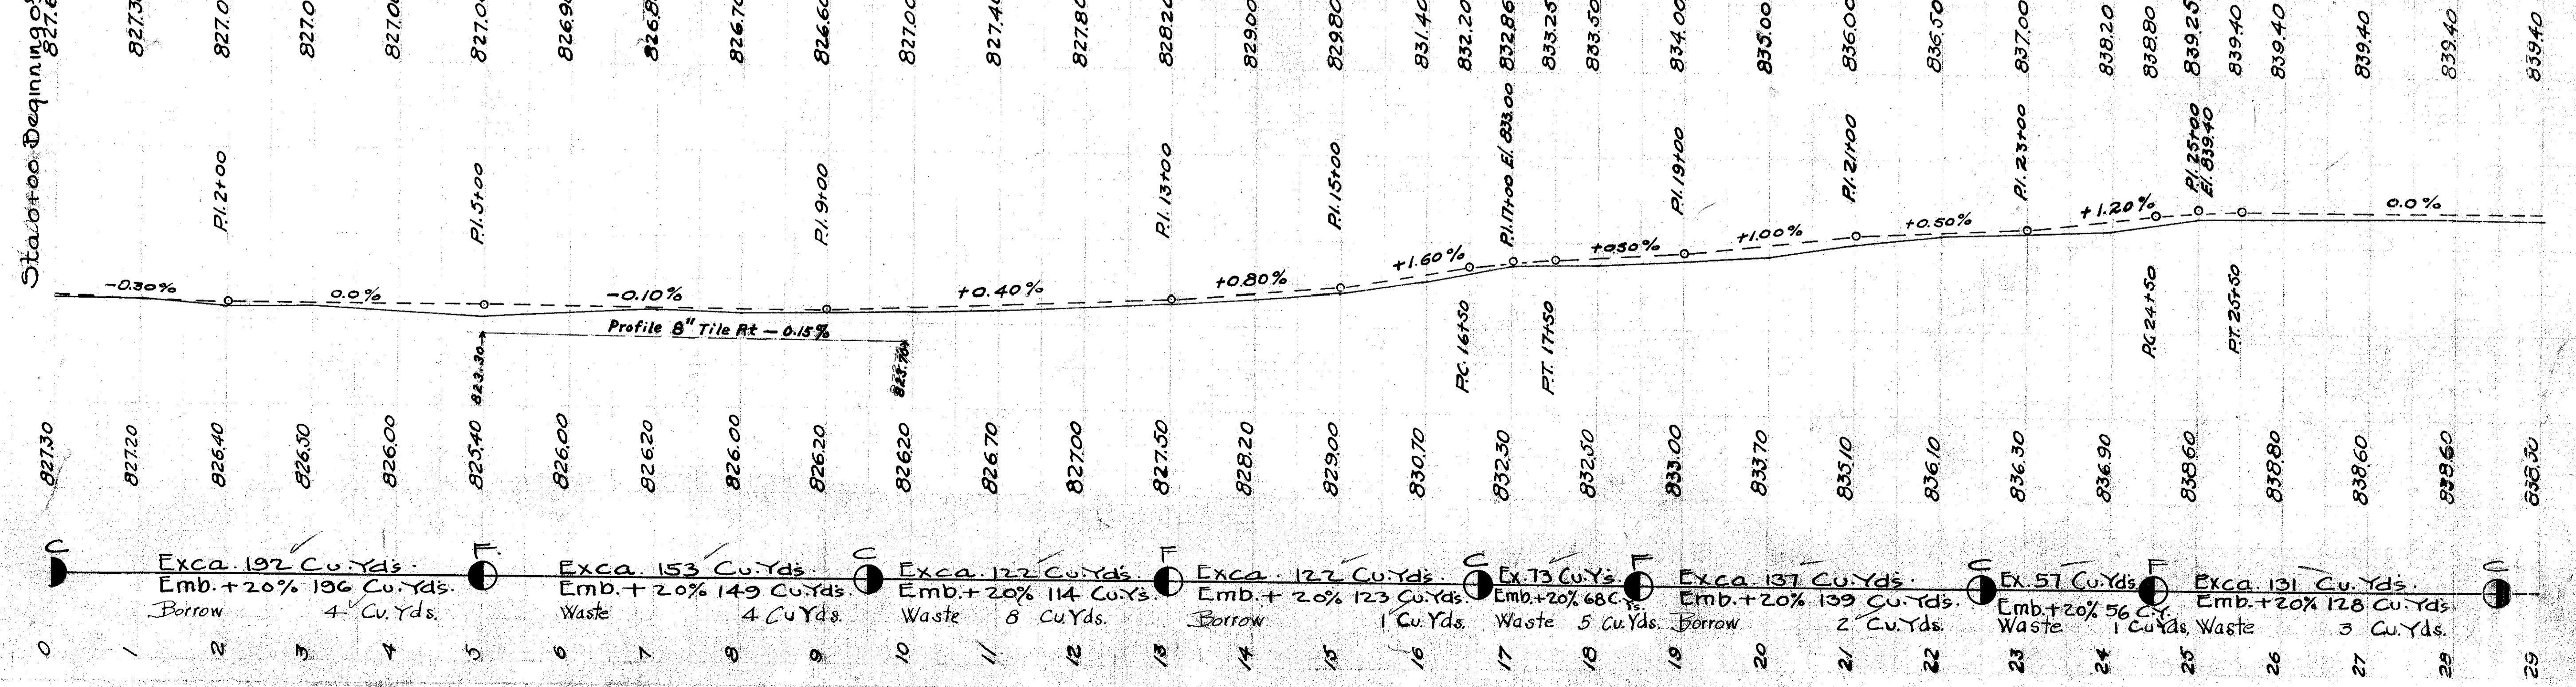 Sta. 0+00 Beginning of
827.30 827.0 827.0 827.00 827.00 826.90 826.80 826.70 826.60 827.00 827.40 827.80 828.20 829.00 829.80 831.40 832.20 832.86 833.25 833.50 834.00 835.00 836.00 836.50 837.00 838.20 838.80 839.25 839.40 839.40 839.40 839.40 839.40
P.I. 2+00
P.I. 5+00
P.I. 9+00
P.I. 13+00
P.I. 15+00
P.I. 17+00 El. 833.00
P.I. 19+00
P.I. 21+00
P.I. 23+00
P.I. 25+00
El. 839.40
-0.30% 0.0% -0.10% +0.40% +0.80% +1.60% +0.50% +1.00% +0.50% +1.20% 0.0%
Profile 8" Tile Rt - 0.15%
823.30
P.C. 16+50
P.T. 17+50
P.C. 24+50
P.T. 25+50
827.30 827.20 826.40 826.50 826.00 825.40 826.00 826.20 826.00 826.20 826.20 826.70 827.00 827.50 828.20 829.00 830.70 832.30 832.50 833.00 833.70 835.10 836.10 836.30 836.90 838.60 838.80 838.60 838.60 838.50
C F. C F C F C F C
Exca. 192 Cu.Yds.
Emb.+20% 196 Cu.Yds.
Borrow 4 Cu.Yds.
Exca. 153 Cu.Yds.
Emb.+20% 149 Cu.Yds.
Waste 4 Cu Yds.
Exca. 122 Cu.Yds.
Emb.+20% 114 Cu.Yds.
Waste 8 Cu.Yds.
Exca. 122 Cu.Yds.
Emb.+20% 123 Cu.Yds.
Borrow 1 Cu.Yds.
Ex. 73 Cu.Y's.
Emb.+20% 68 C.Ys.
Waste 5 Cu.Yds.
Exca. 137 Cu.Yds.
Emb.+20% 139 Cu.Yds.
Borrow 2 Cu.Yds.
Ex. 57 Cu.Yds.
Emb.+20% 56 C.Y.
Waste 1 Cu Yds,
Exca. 131 Cu.Yds.
Emb.+20% 128 Cu.Yds.
Waste 3 Cu.Yds.
0 1 2 3 4 5 6 7 8 9 10 11 12 13 14 15 16 17 18 19 20 21 22 23 24 25 26 27 28 29